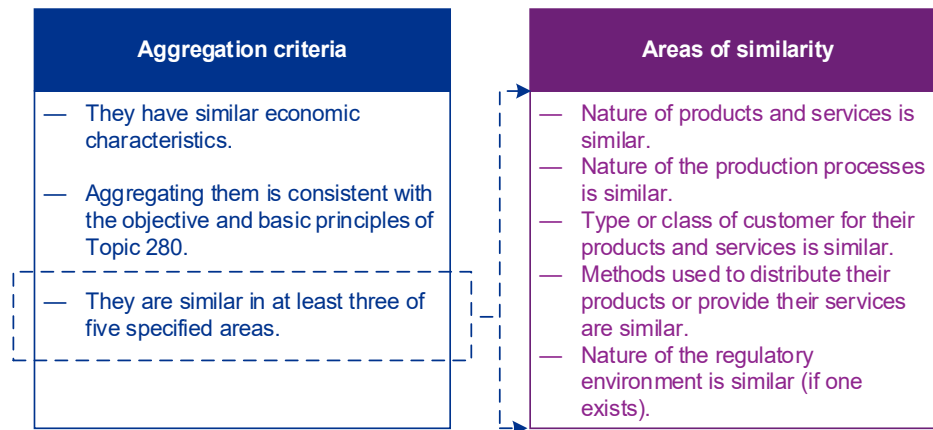 Aggregation criteria
— They have similar economic
characteristics.
— Aggregating them is consistent with
the objective and basic principles of
Topic 280.
— They are similar in at least three of
five specified areas.
Areas of similarity
— Nature of products and services is
similar.
— Nature of the production processes
is similar.
— Type or class of customer for their
products and services is similar.
— Methods used to distribute their
products or provide their services
are similar.
— Nature of the regulatory
environment is similar (if one
exists).